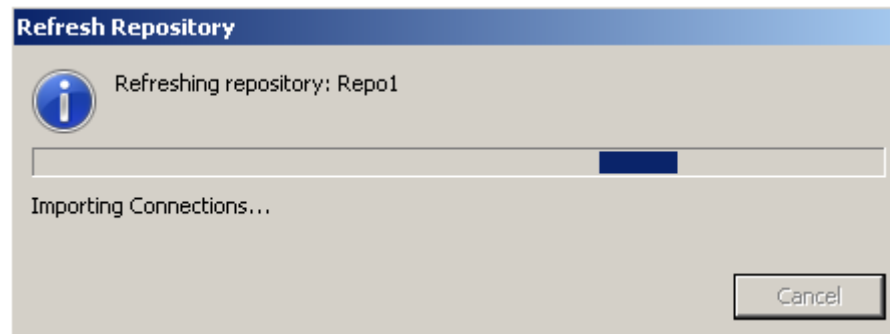 Refresh Repository
Refreshing repository: Repo1
Importing Connections...
Cancel